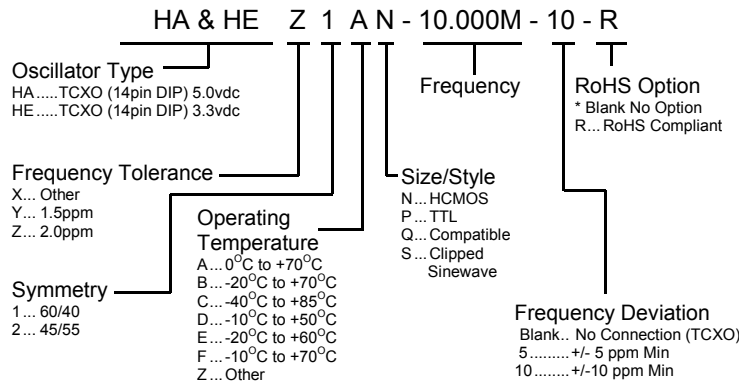 HA & HE Z 1 A N - 10.000M - 10 - R
Oscillator Type
HA.....TCXO (14pin DIP) 5.0vdc
HE.....TCXO (14pin DIP) 3.3vdc
Frequency
RoHS Option
* Blank No Option
R... RoHS Compliant
Frequency Tolerance
X... Other
Y... 1.5ppm
Z... 2.0ppm
Size/Style
N...HCMOS
P...TTL
Q...Compatible
S...Clipped
Sinewave
Operating
Temperature
A...0°C to +70°C
B...-20°C to +70°C
C...-40°C to +85°C
D...-10°C to +50°C
E...-20°C to +60°C
F...-10°C to +70°C
Z...Other
Symmetry
1... 60/40
2... 45/55
Frequency Deviation
Blank.. No Connection (TCXO)
5.........+/- 5 ppm Min
10........+/-10 ppm Min